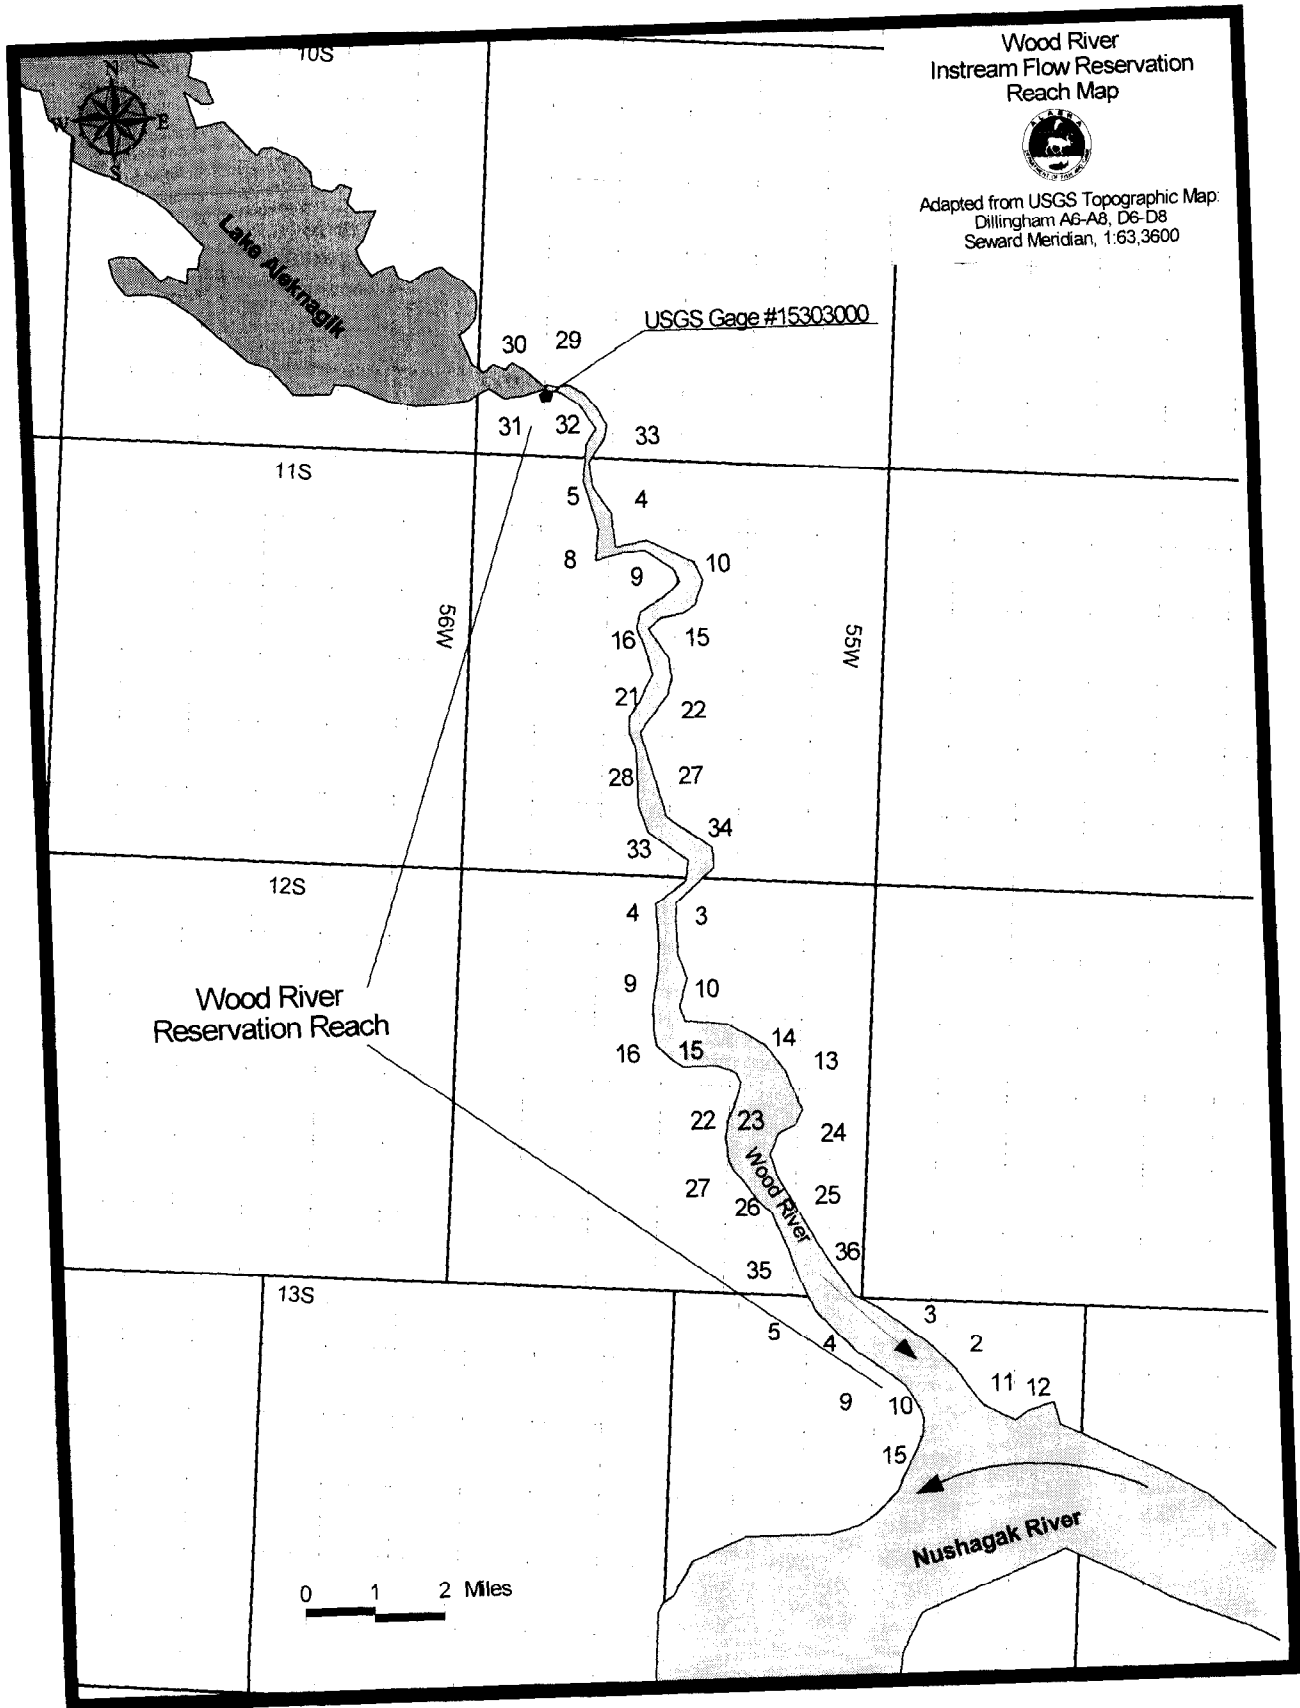 Wood River
Instream Flow Reservation
Reach Map
ALASKA
Adapted from USGS Topographic Map:
Dillingham A6-A8, D6-D8
Seward Meridian, 1:63,3600
10S
N
W
E
S
Lake Aleknagik
USGS Gage #15303000
30
29
31
32
33
11S
5
4
8
9
10
56W
55W
16
15
21
22
28
27
34
33
12S
4
3
9
10
Wood River
Reservation Reach
14
13
16
15
22
23
24
Wood River
27
26
25
36
35
13S
3
5
4
2
11
12
9
10
15
Nushagak River
0 1 2 Miles